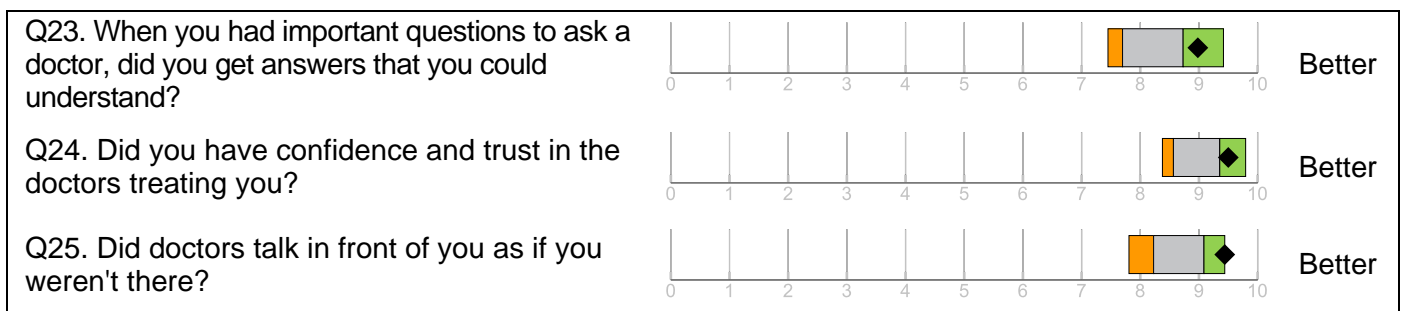 Q23. When you had important questions to ask a
doctor, did you get answers that you could
understand?
0 1 2 3 4 5 6 7 8 9 10
Better
Q24. Did you have confidence and trust in the
doctors treating you?
0 1 2 3 4 5 6 7 8 9 10
Better
Q25. Did doctors talk in front of you as if you
weren't there?
0 1 2 3 4 5 6 7 8 9 10
Better